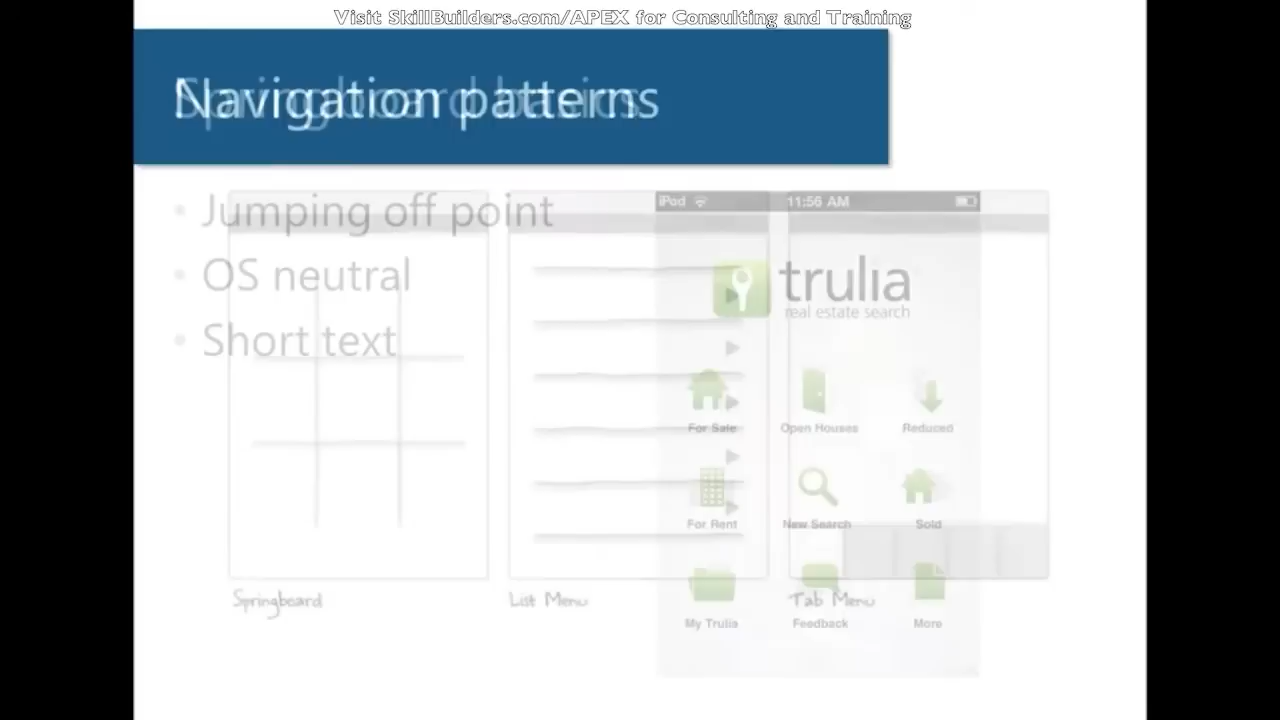 Visit SkillBuilders.com/APEX for Consulting and Training
Navigation patterns
Springboard basics
Jumping off point
OS neutral
Short text
iPod
11:56 AM
trulia
real estate search
For Sale
Open Houses
Reduced
For Rent
New Search
Sold
My Trulia
Feedback
More
Springboard
List Menu
Tab Menu